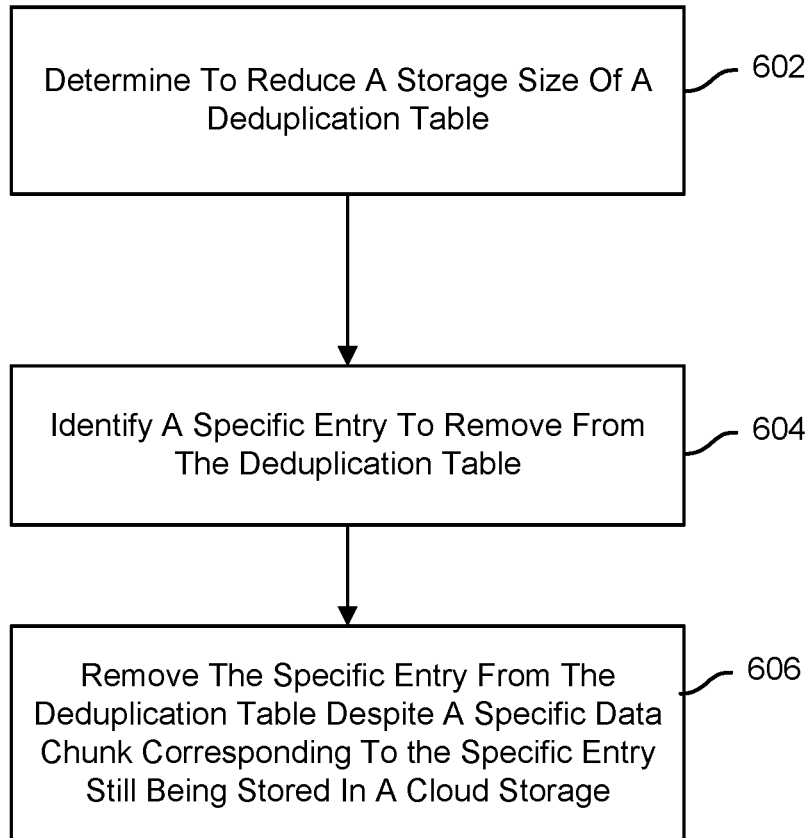 Determine To Reduce A Storage Size Of A
Deduplication Table
602
Identify A Specific Entry To Remove From
The Deduplication Table
604
Remove The Specific Entry From The
Deduplication Table Despite A Specific Data
Chunk Corresponding To the Specific Entry
Still Being Stored In A Cloud Storage
606